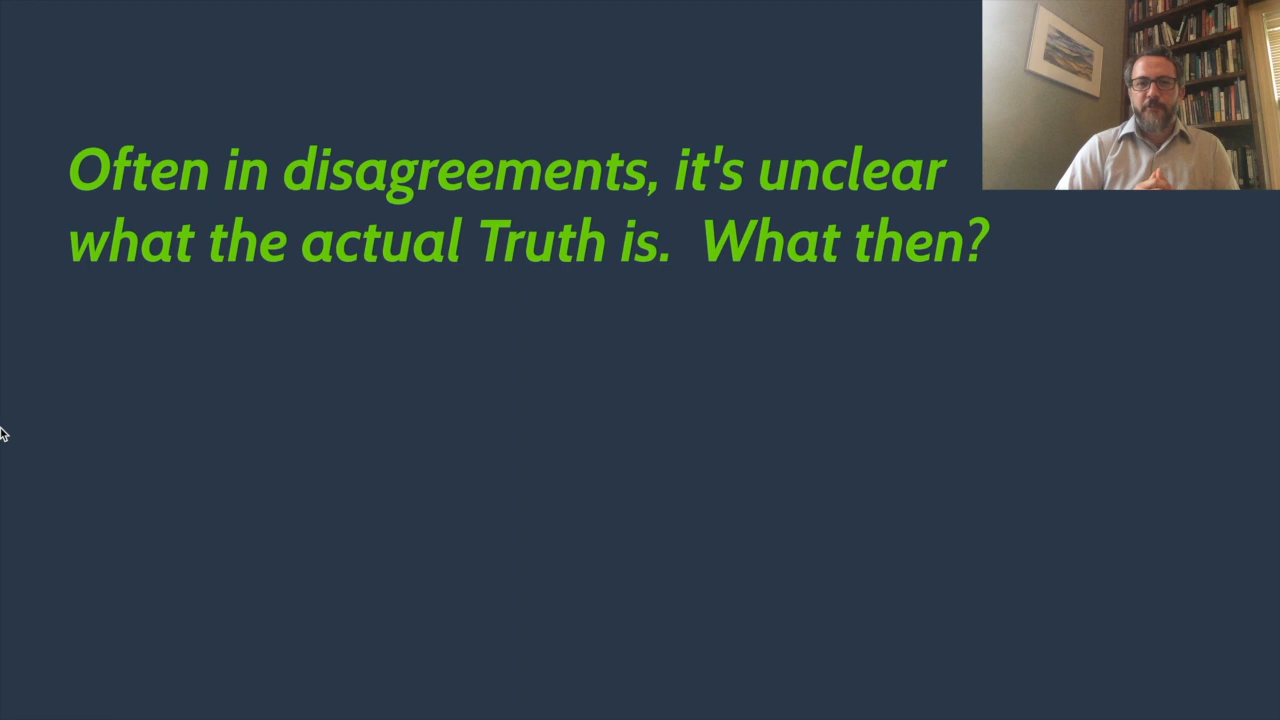 Often in disagreements, it's unclear
what the actual Truth is.  What then?